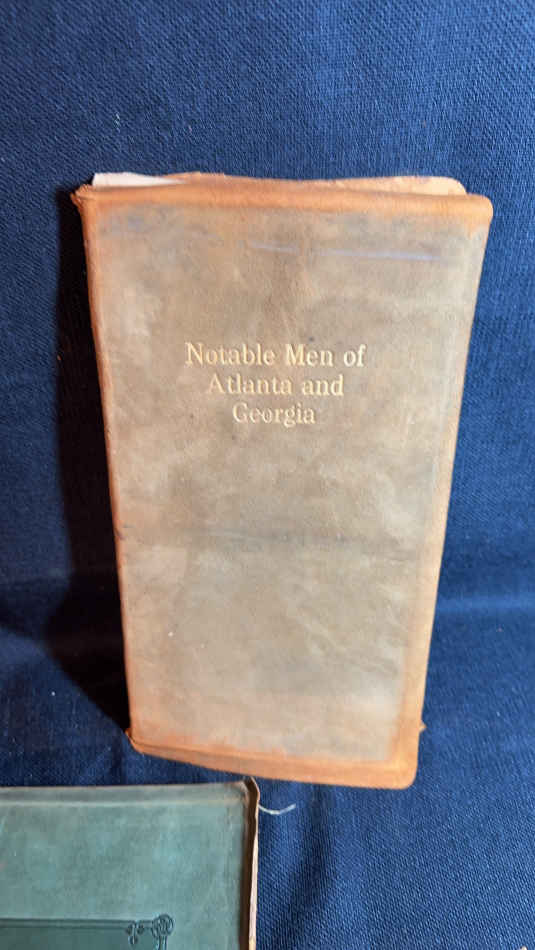 Notable Men of
Atlanta and
Georgia